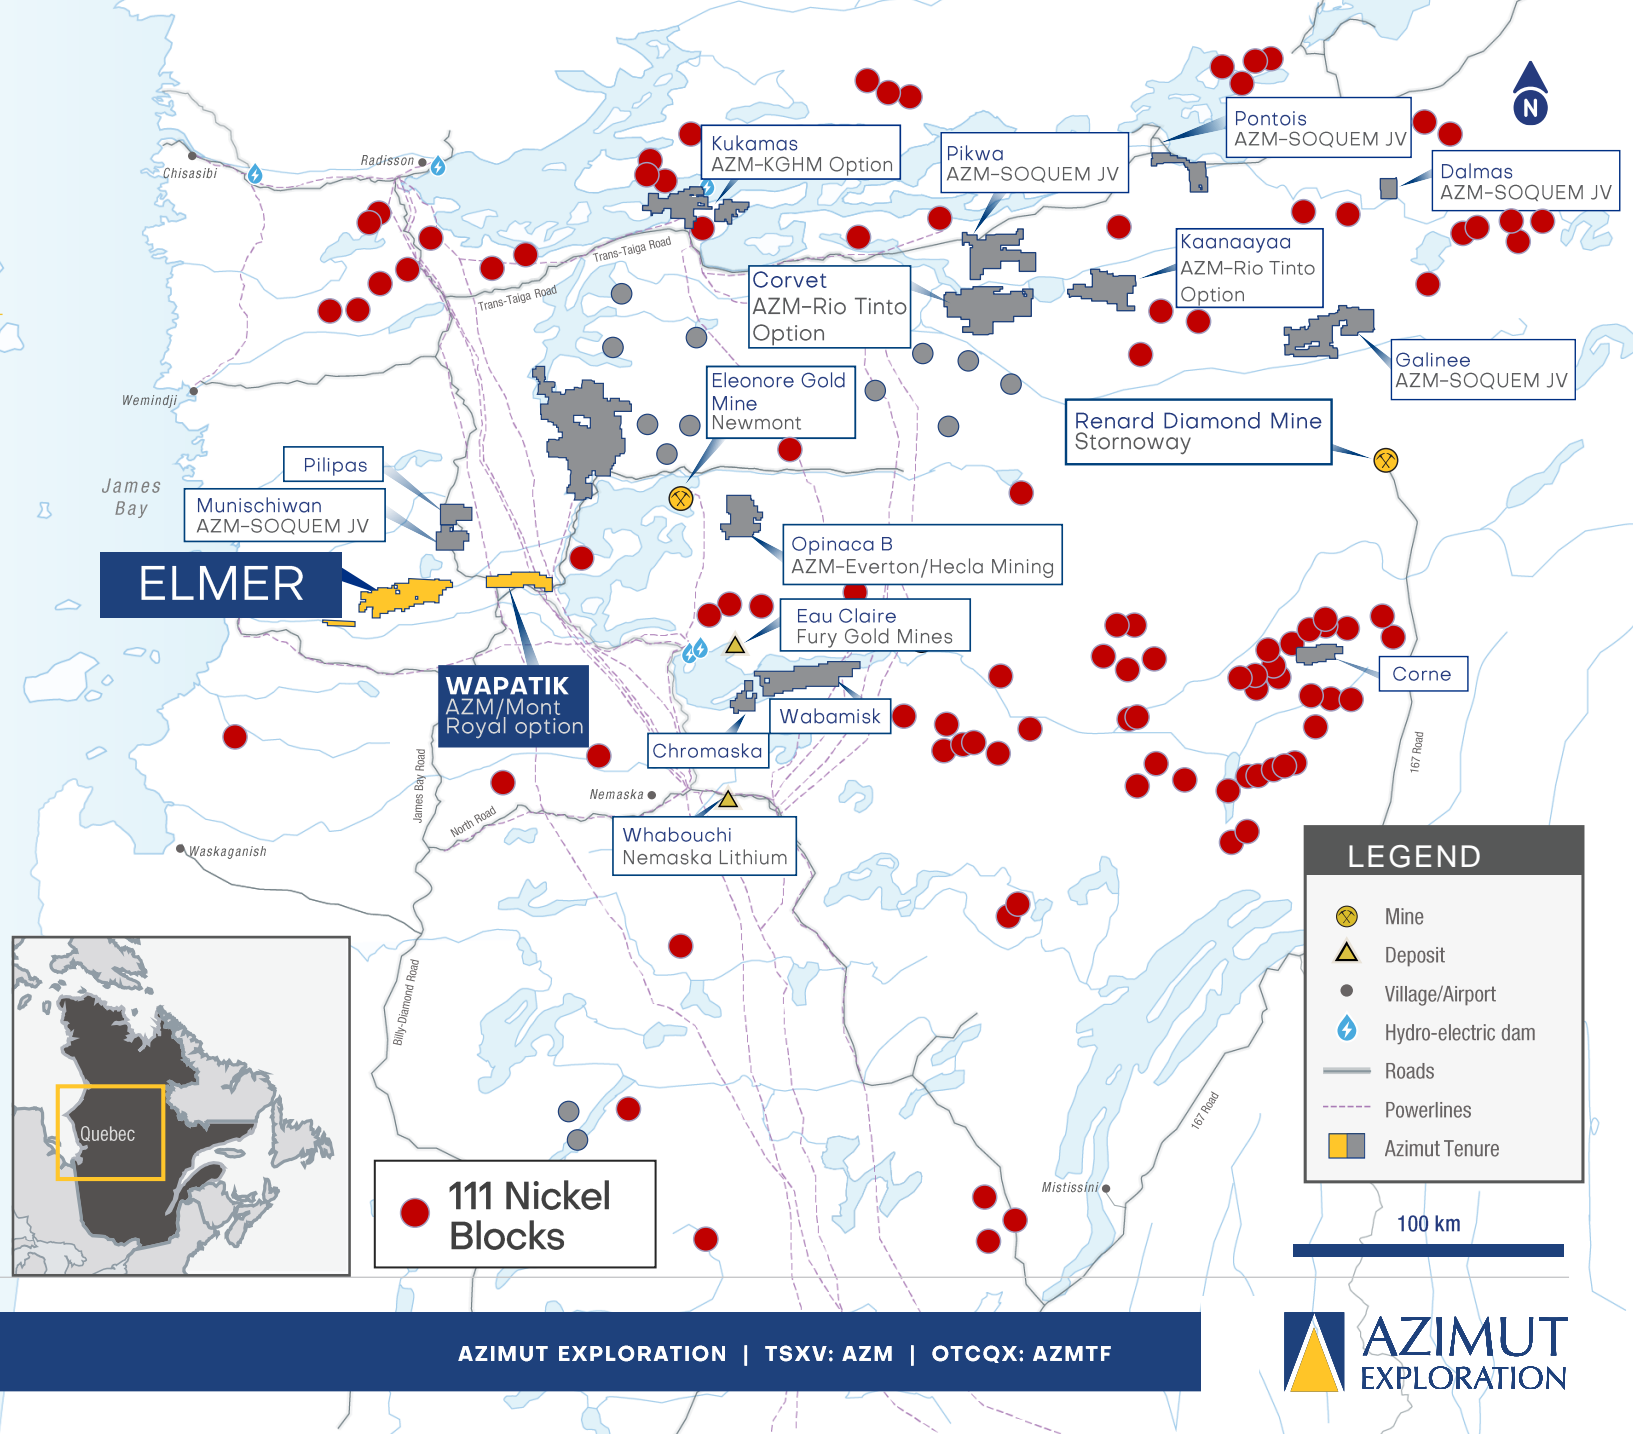 N
Pontois
AZM-SOQUEM JV
Kukamas
AZM-KGHM Option
Pikwa
AZM-SOQUEM JV
Dalmas
AZM-SOQUEM JV
Radisson
Chisasibi
Trans-Taiga Road
Trans-Taiga Road
Kaanaayaa
AZM-Rio Tinto
Option
Corvet
AZM-Rio Tinto
Option
Galinee
AZM-SOQUEM JV
Wemindji
Eleonore Gold
Mine
Newmont
Renard Diamond Mine
Stornoway
Pilipas
James
Bay
Munischiwan
AZM-SOQUEM JV
Opinaca B
AZM-Everton/Hecla Mining
ELMER
Eau Claire
Fury Gold Mines
WAPATIK
AZM/Mont
Royal option
Corne
Wabamisk
Chromaska
James Bay Road
167 Road
Nemaska
North Road
Whabouchi
Nemaska Lithium
Waskaganish
LEGEND
Mine
Deposit
Village/Airport
Hydro-electric dam
Roads
Powerlines
Azimut Tenure
Billy-Diamond Road
167 Road
Quebec
Mistissini
111 Nickel
Blocks
100 km
AZIMUT EXPLORATION | TSXV: AZM | OTCQX: AZMTF
AZIMUT
EXPLORATION